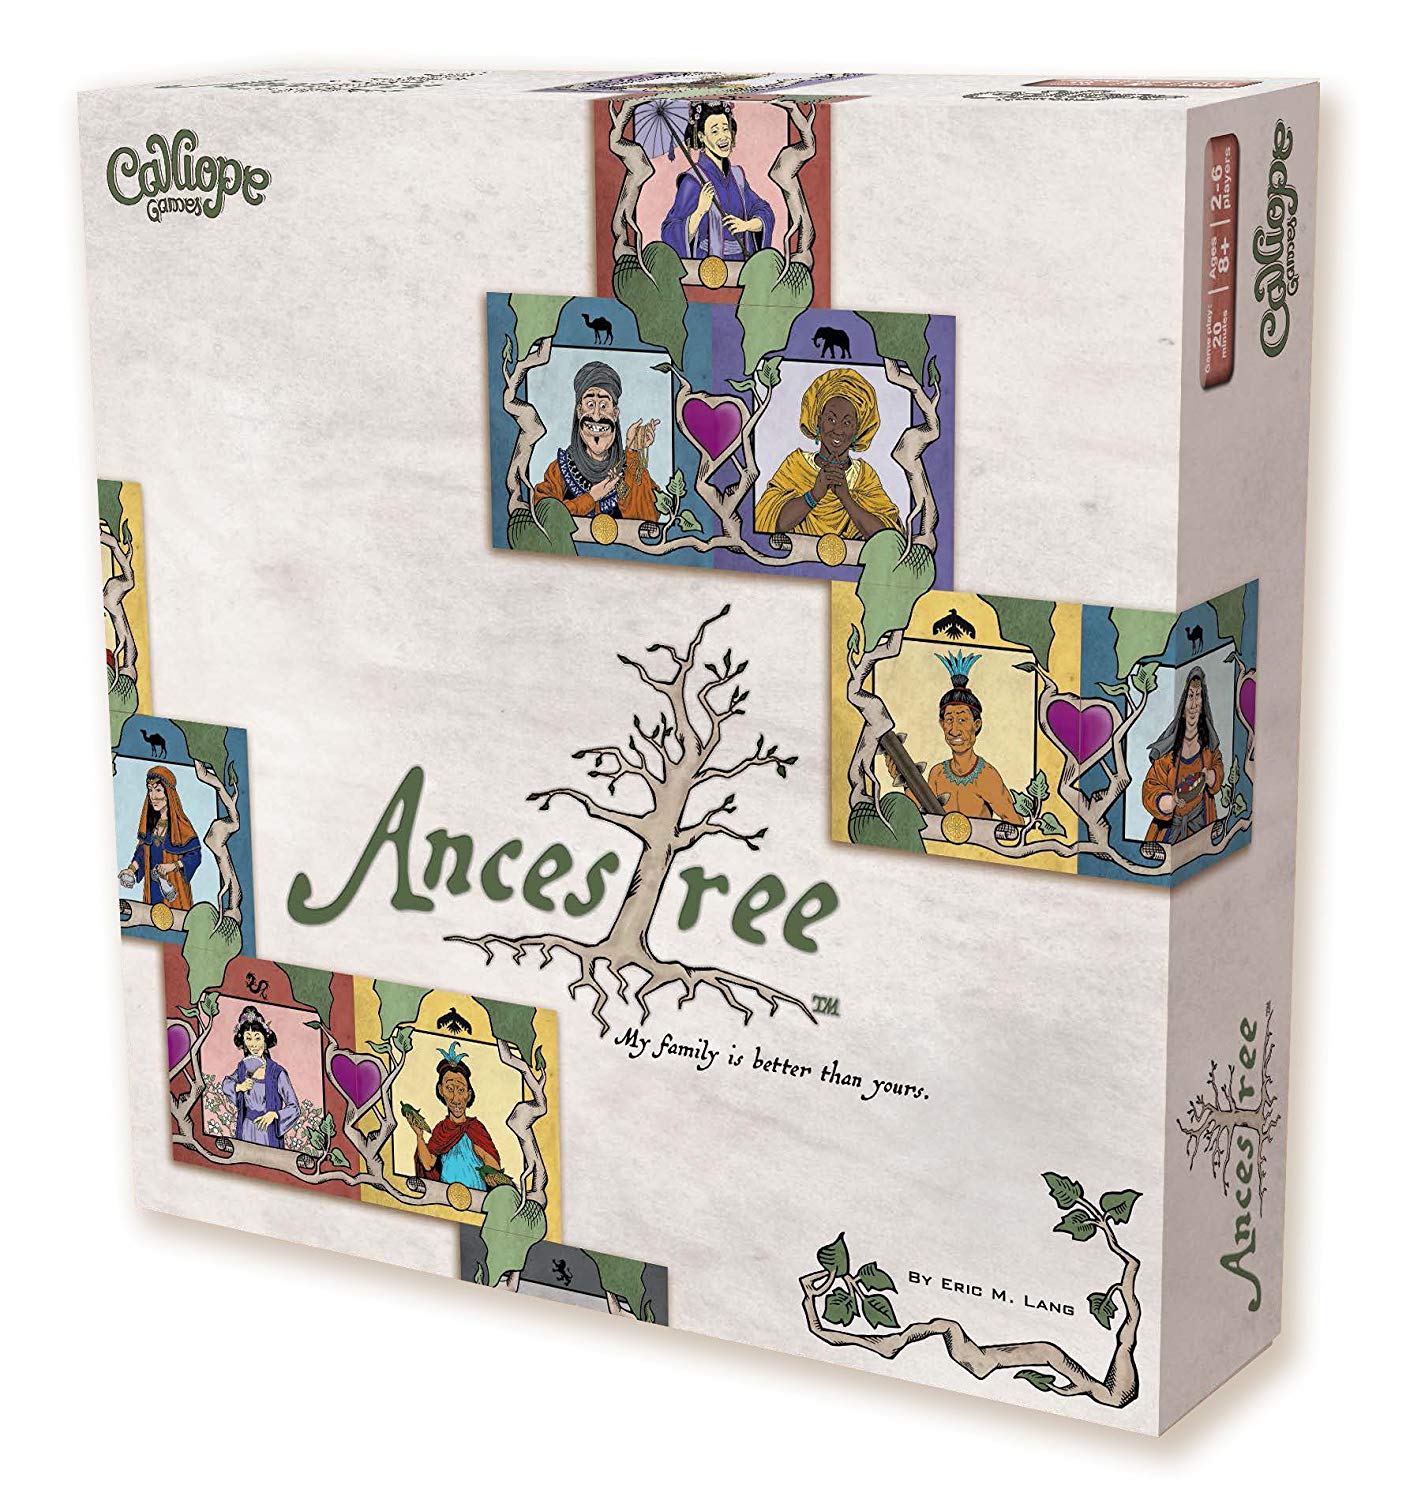 Calliope
Games
Ancestree
TM
My family is better than yours.
By Eric M. Lang
Game play:
20
minutes
Ages
8+
2-6
players
Calliope
Games
Ancestree
TM